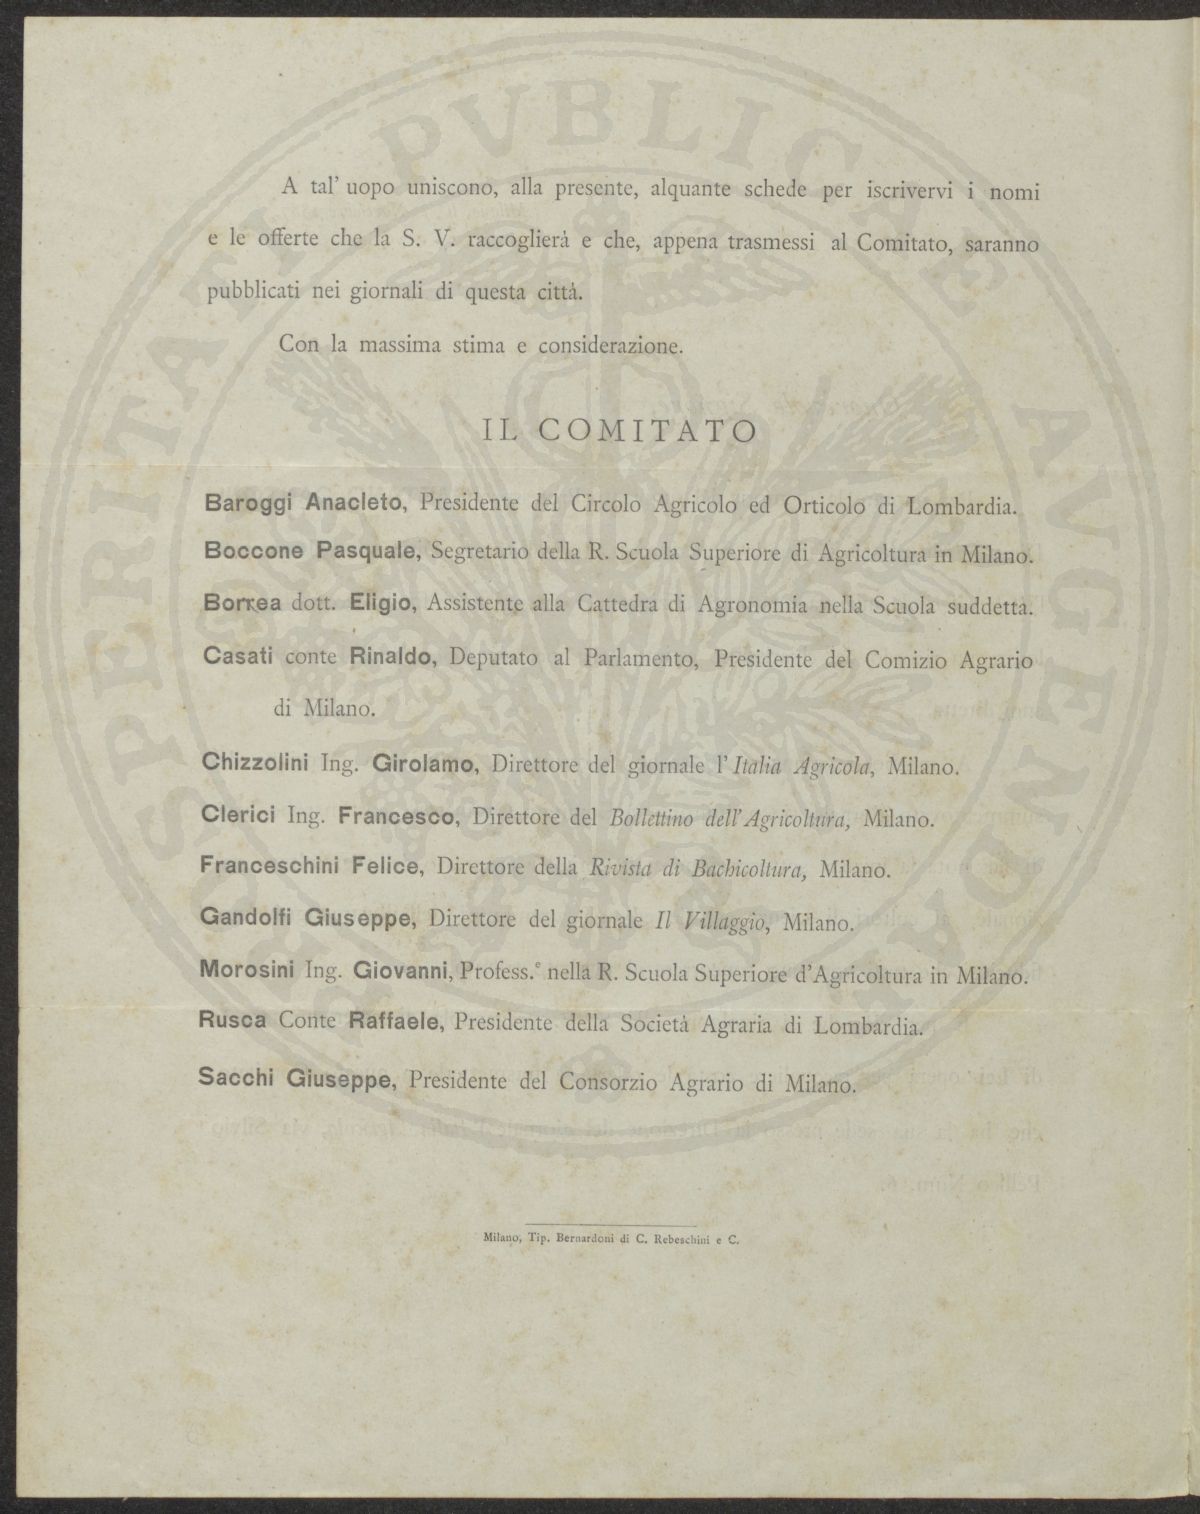 A tal' uopo uniscono, alla presente, alquante schede per iscrivervi i nomi
e le offerte che la S. V. raccoglierà e che, appena trasmessi al Comitato, saranno
pubblicati nei giornali di questa città.
Con la massima stima e considerazione.
IL COMITATO
Baroggi Anacleto, Presidente del Circolo Agricolo ed Orticolo di Lombardia.
Boccone Pasquale, Segretario della R. Scuola Superiore di Agricoltura in Milano.
Borrea dott. Eligio, Assistente alla Cattedra di Agronomia nella Scuola suddetta.
Casati conte Rinaldo, Deputato al Parlamento, Presidente del Comizio Agrario
di Milano.
Chizzolini Ing. Girolamo, Direttore del giornale l'Italia Agricola, Milano.
Clerici Ing. Francesco, Direttore del Bollettino dell'Agricoltura, Milano.
Franceschini Felice, Direttore della Rivista di Bachicoltura, Milano.
Gandolfi Giuseppe, Direttore del giornale Il Villaggio, Milano.
Morosini Ing. Giovanni, Profess.e nella R. Scuola Superiore d'Agricoltura in Milano.
Rusca Conte Raffaele, Presidente della Società Agraria di Lombardia.
Sacchi Giuseppe, Presidente del Consorzio Agrario di Milano.
Milano, Tip. Bernardoni di C. Rebeschini e C.
PROSPERITATI PVBLICAE AVGENDAE